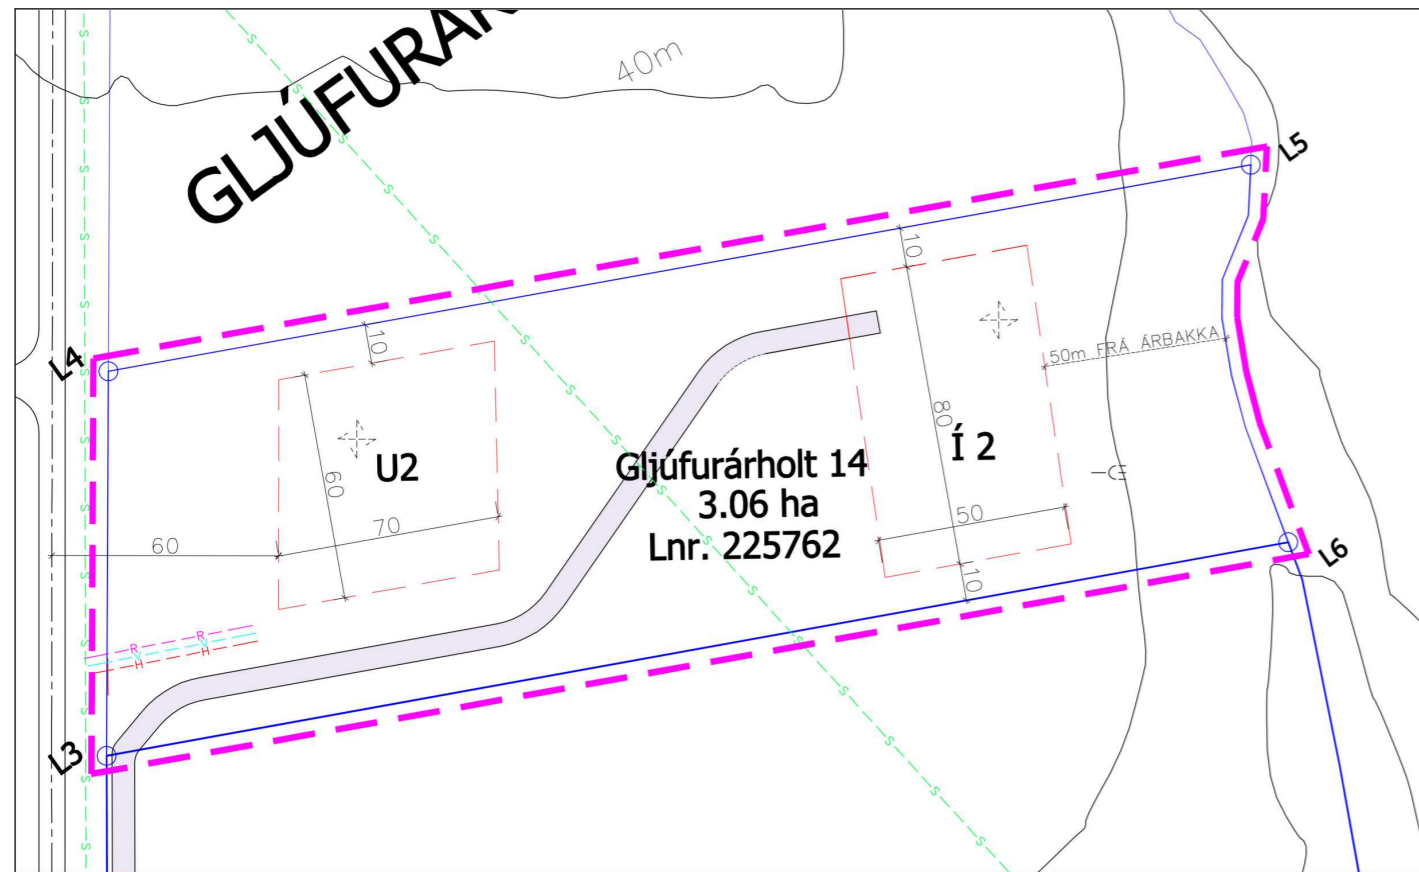 GLJÚFURÁR
40m
L5
L4
10
10
50m FRÁ ÁRBAKKA
80
U2
Í 2
60
Gljúfurárholt 14
3.06 ha
Lnr. 225762
70
50
60
L6
10
R R
V V
H H
L3
S S S S S S S S S S
S S S S S S S S S